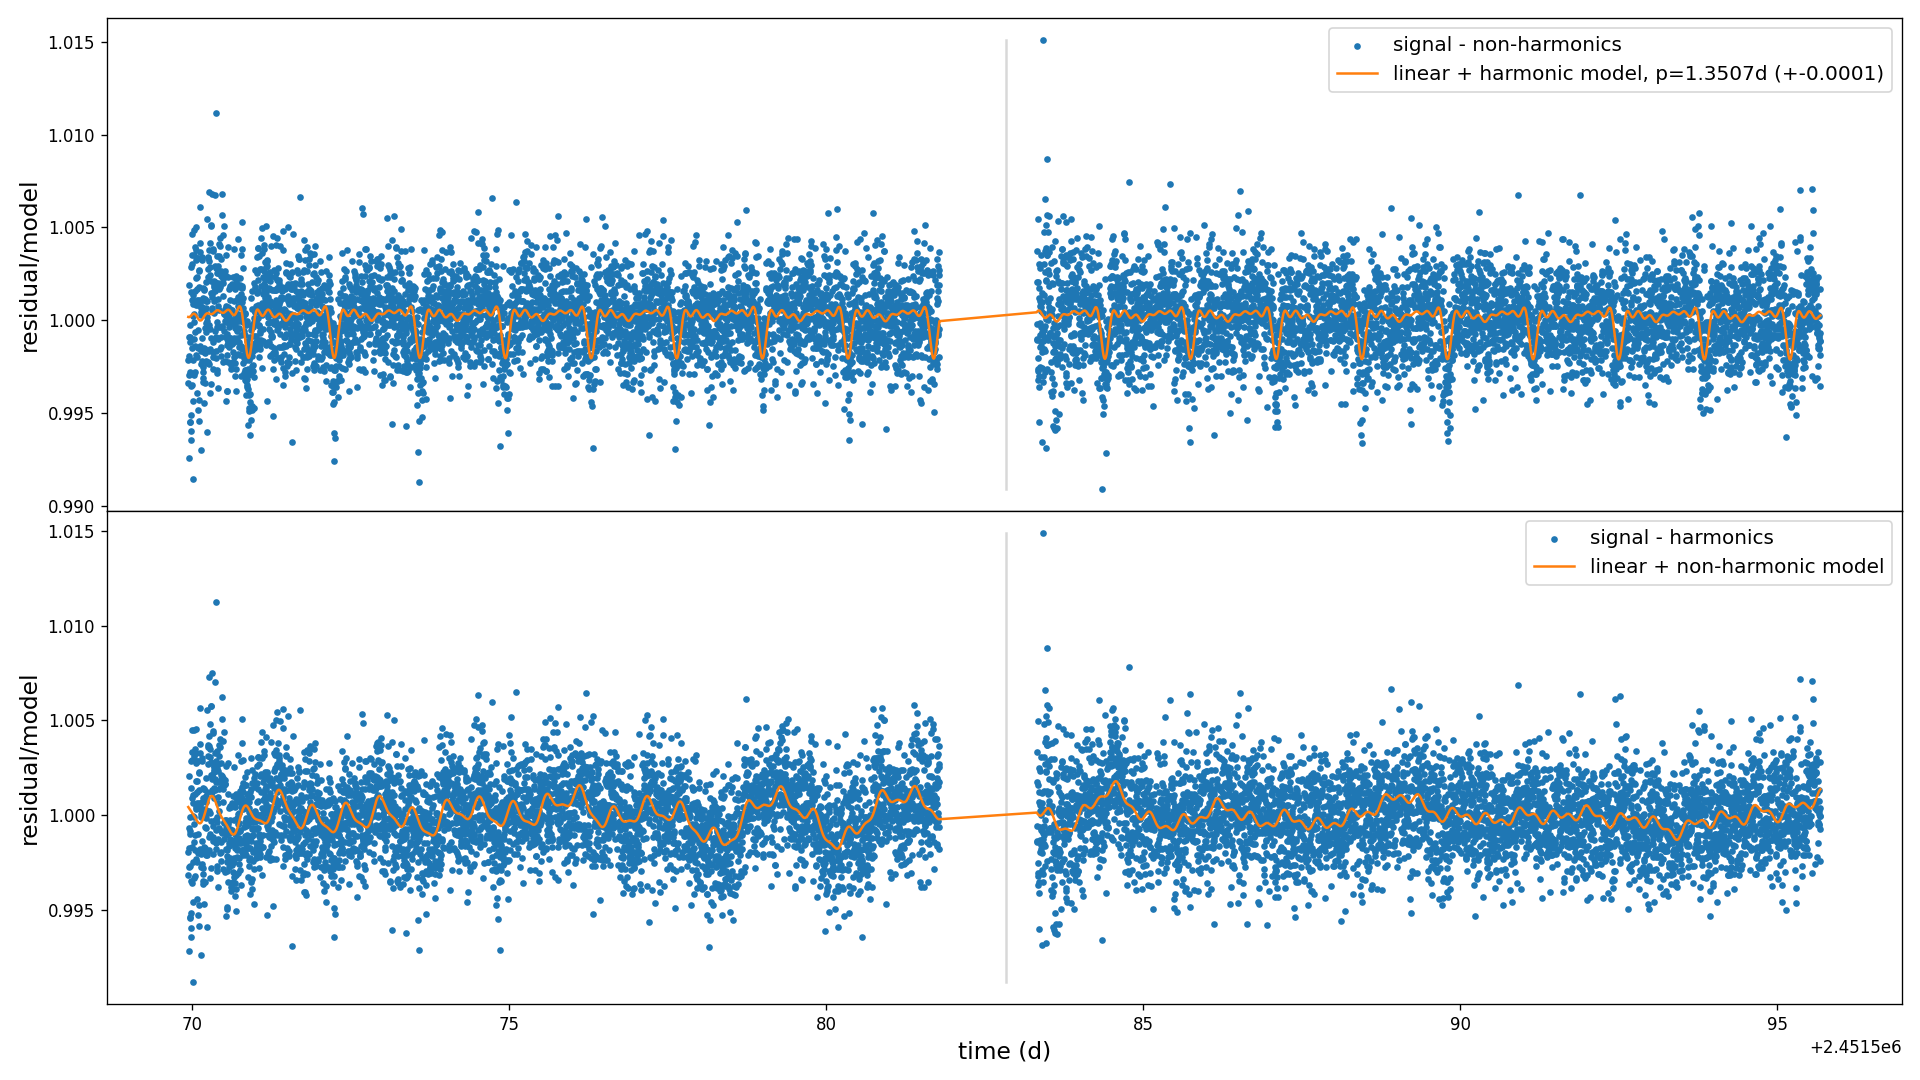 1.015
1.010
1.005
1.000
0.995
0.990
residual/model
signal - non-harmonics
linear + harmonic model, p=1.3507d (+-0.0001)
1.015
1.010
1.005
1.000
0.995
residual/model
signal - harmonics
linear + non-harmonic model
70
75
80
85
90
95
time (d)
+2.4515e6